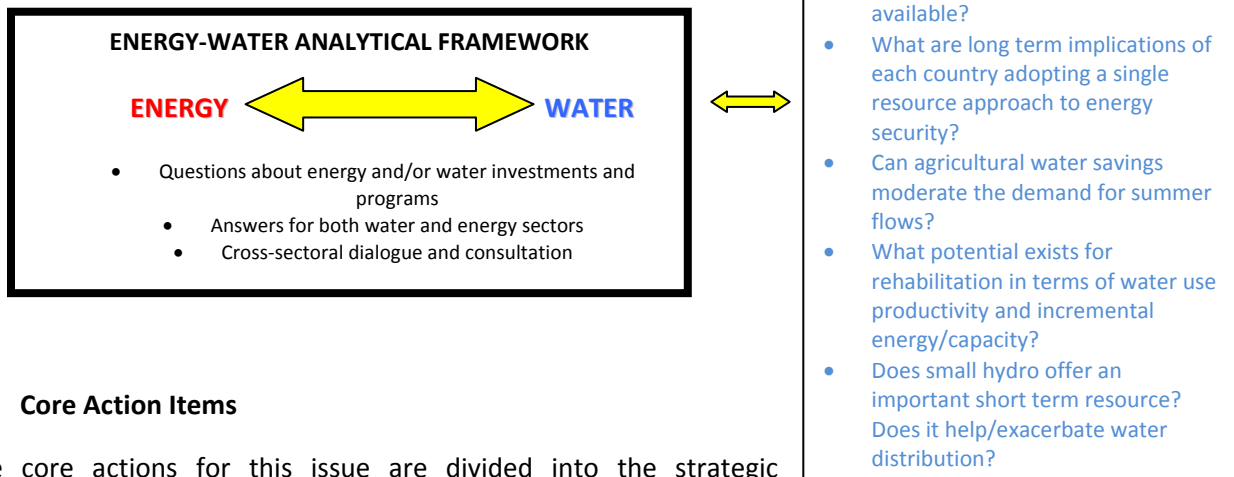 ENERGY-WATER ANALYTICAL FRAMEWORK
ENERGY WATER
• Questions about energy and/or water investments and
programs
• Answers for both water and energy sectors
• Cross-sectoral dialogue and consultation
Core Action Items
core actions for this issue are divided into the strategic
available?
• What are long term implications of
each country adopting a single
resource approach to energy
security?
• Can agricultural water savings
moderate the demand for summer
flows?
• What potential exists for
rehabilitation in terms of water use
productivity and incremental
energy/capacity?
• Does small hydro offer an
important short term resource?
Does it help/exacerbate water
distribution?